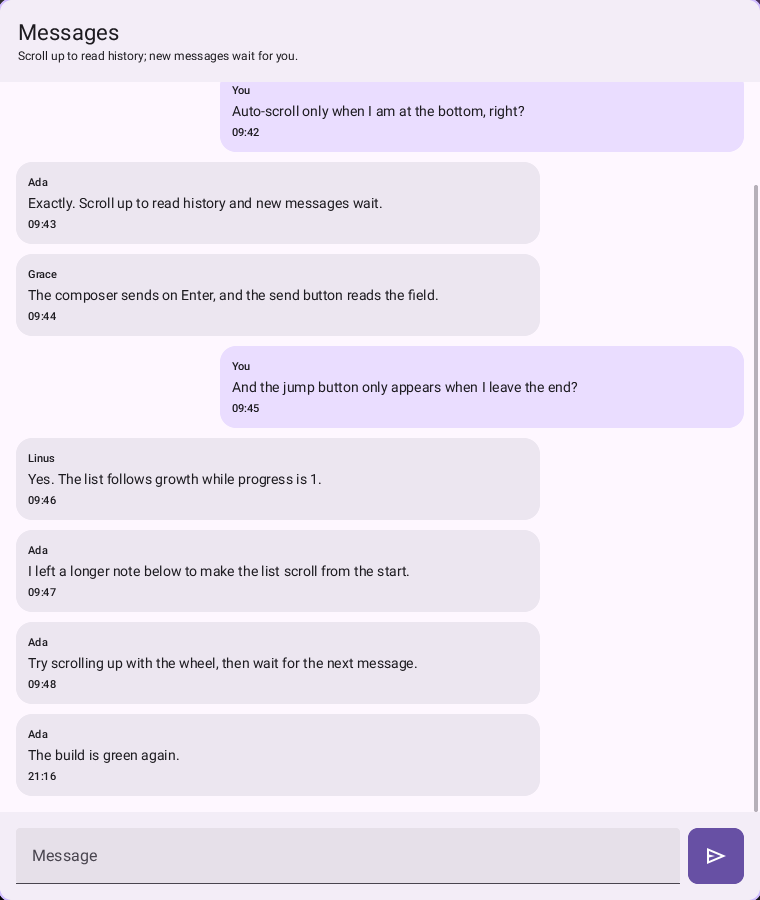 Messages
Scroll up to read history; new messages wait for you.
You
Auto-scroll only when I am at the bottom, right?
09:42
Ada
Exactly. Scroll up to read history and new messages wait.
09:43
Grace
The composer sends on Enter, and the send button reads the field.
09:44
You
And the jump button only appears when I leave the end?
09:45
Linus
Yes. The list follows growth while progress is 1.
09:46
Ada
I left a longer note below to make the list scroll from the start.
09:47
Ada
Try scrolling up with the wheel, then wait for the next message.
09:48
Ada
The build is green again.
21:16
Message